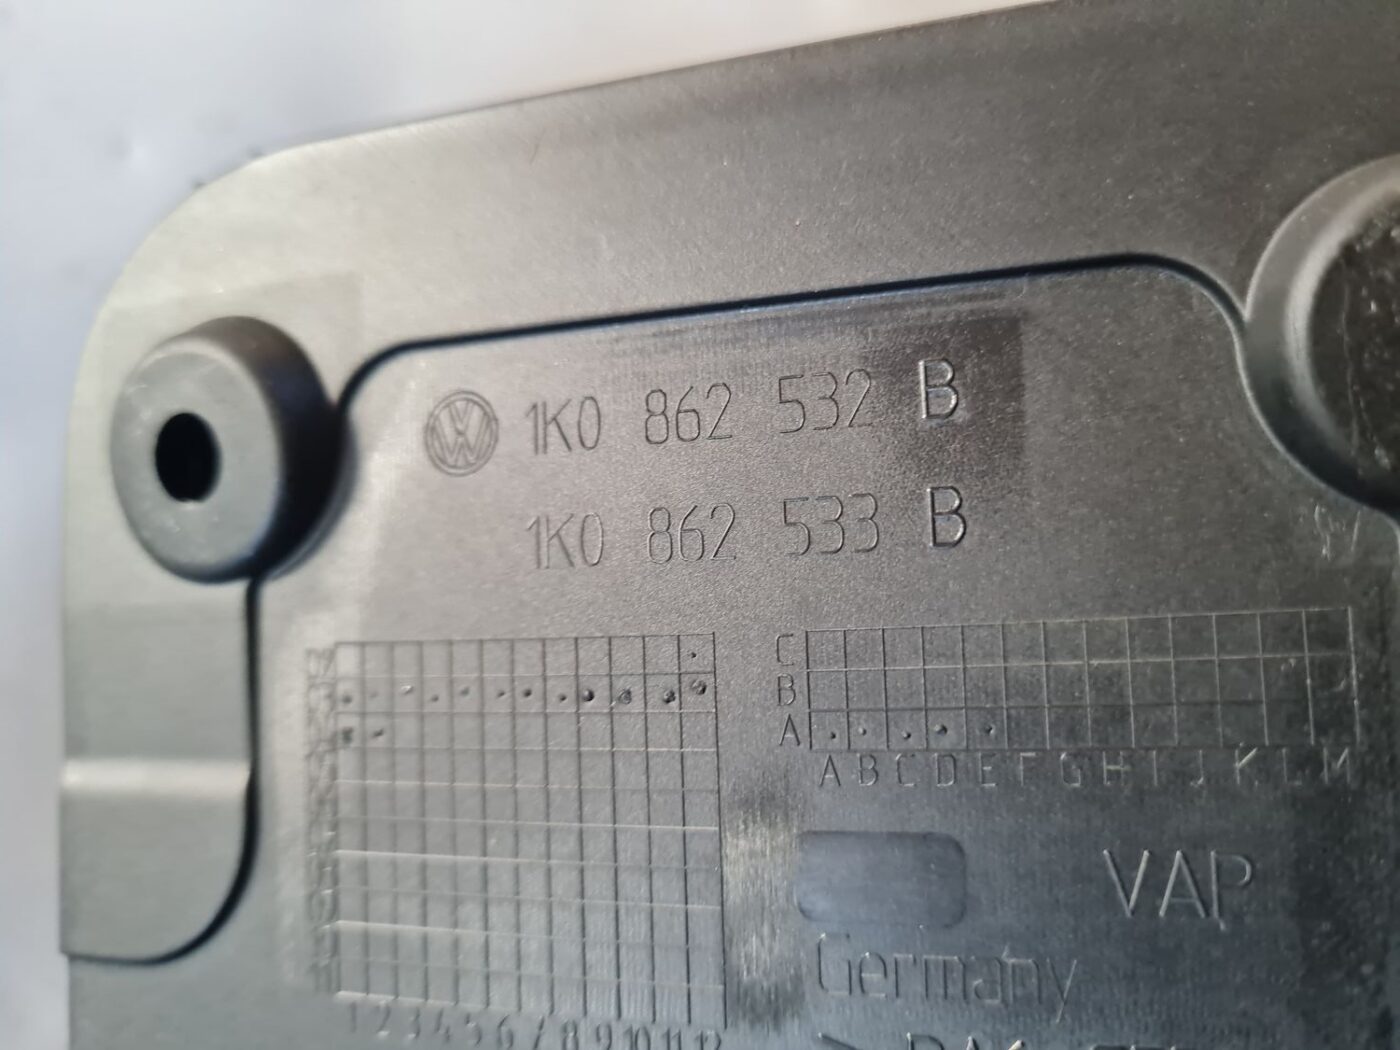 1K0 862 532 B
1K0 862 533 B
C
B
A
A B C D E F G H I J K L M
VAP
Germany
1 2 3 4 5 6 7 8 9 10 11 12